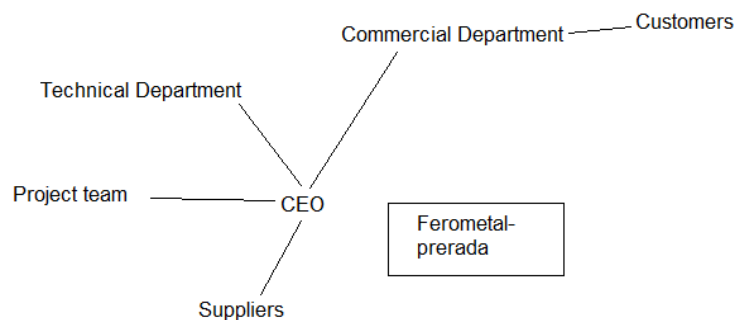 Customers
Commercial Department
Technical Department
Project team
CEO
Ferometal-
prerada
Suppliers